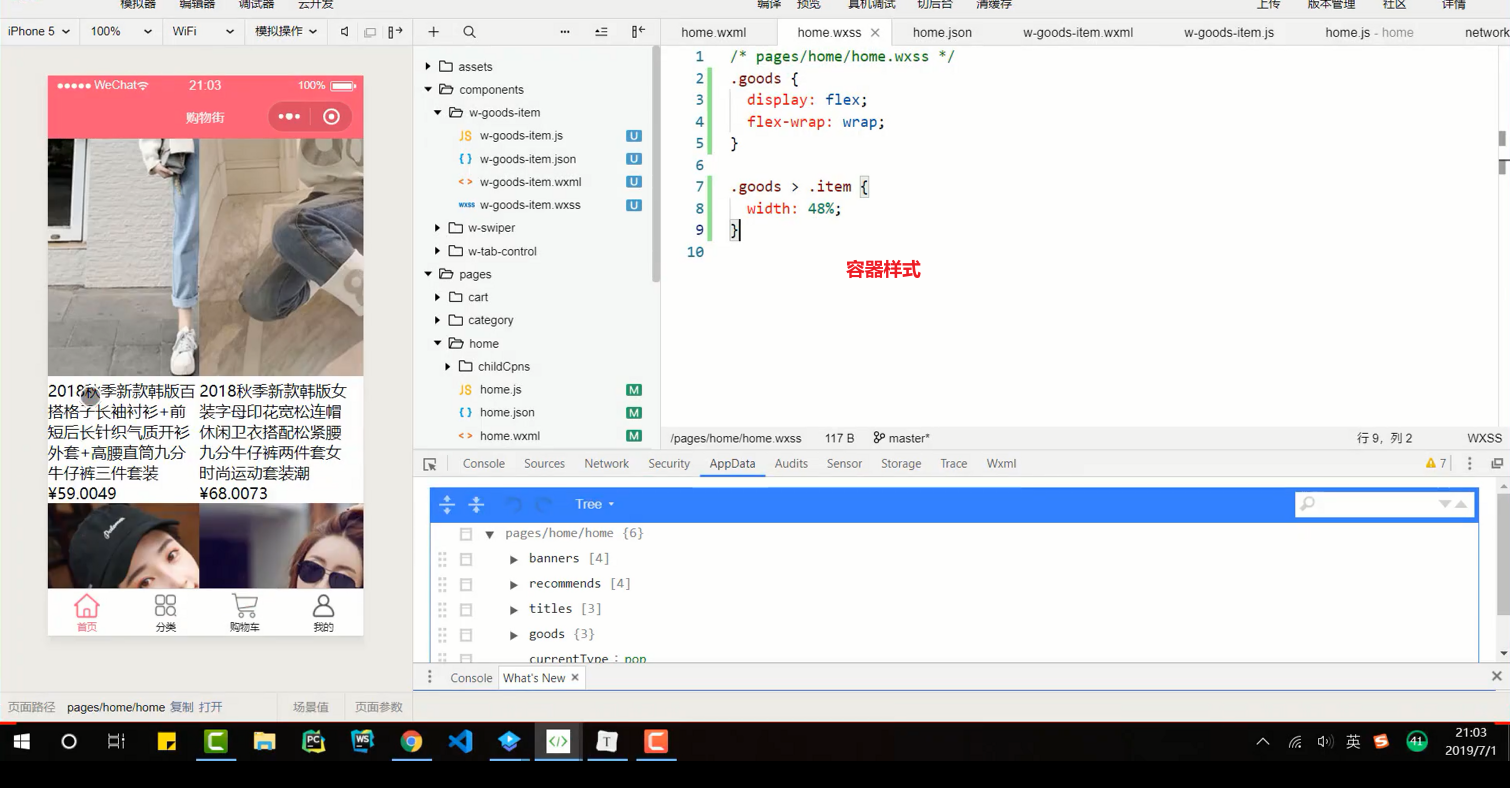 模拟器 编辑器 调试器 云开发 编译 预览 真机调试 切后台 清缓存 上传 版本管理 社区 详情
iPhone 5 100% WiFi 模拟操作
home.wxml home.wxss home.json w-goods-item.wxml w-goods-item.js home.js - home network
WeChat 21:03 100%
购物街
2018秋季新款韩版百
搭格子长袖衬衫+前
短后长针织气质开衫
外套+高腰直筒九分
牛仔裤三件套装
¥59.0049
2018秋季新款韩版女
装字母印花宽松连帽
休闲卫衣搭配松紧腰
九分牛仔裤两件套女
时尚运动套装潮
¥68.0073
首页 分类 购物车 我的
页面路径 pages/home/home 复制 打开 场景值 页面参数
assets
components
w-goods-item
JS w-goods-item.js U
{ } w-goods-item.json U
< > w-goods-item.wxml U
wxss w-goods-item.wxss U
w-swiper
w-tab-control
pages
cart
category
home
childCpns
JS home.js M
{ } home.json M
< > home.wxml M
1 /* pages/home/home.wxss */
2 .goods {
3 display: flex;
4 flex-wrap: wrap;
5 }
6
7 .goods > .item {
8 width: 48%;
9 }
10
容器样式
/pages/home/home.wxss 117 B master* 行 9，列 2 WXSS
Console Sources Network Security AppData Audits Sensor Storage Trace Wxml 7
Tree
pages/home/home {6}
banners [4]
recommends [4]
titles [3]
goods {3}
currentType : pop
Console What's New
PC WS T 英 41
21:03
2019/7/1